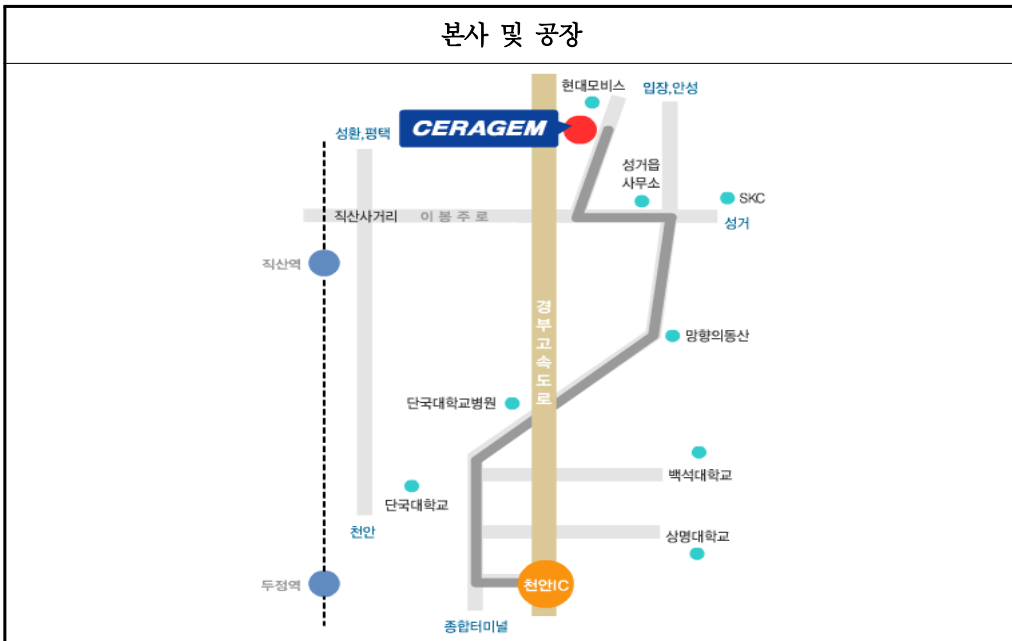 본사 및 공장
현대모비스
입장,안성
CERAGEM
성환,평택
성거읍
사무소
SKC
직산사거리
이봉주로
성거
직산역
경부고속도로
망향의동산
단국대학교병원
백석대학교
단국대학교
천안
상명대학교
두정역
천안IC
종합터미널